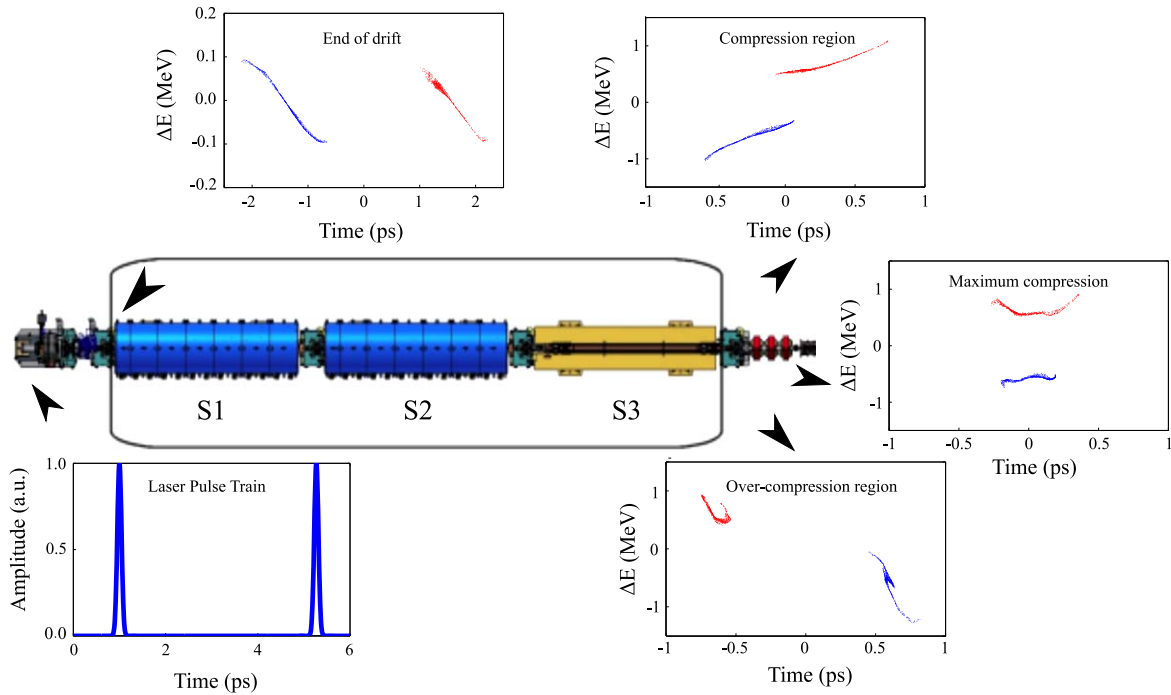 End of drift
ΔE (MeV)
0.2
0.1
0.0
-0.1
-0.2
-2
-1
0
1
2
Time (ps)
Compression region
ΔE (MeV)
1
0
-1
-1
0.5
0
0.5
1
Time (ps)
Maximum compression
ΔE (MeV)
1
0
-1
-1
-0.5
0
0.5
1
Time (ps)
S1
S2
S3
Laser Pulse Train
Amplitude (a.u.)
1.0
0.5
0.0
0
2
4
6
Time (ps)
Over-compression region
ΔE (MeV)
1
0
-1
-1
-0.5
0
0.5
1
Time (ps)